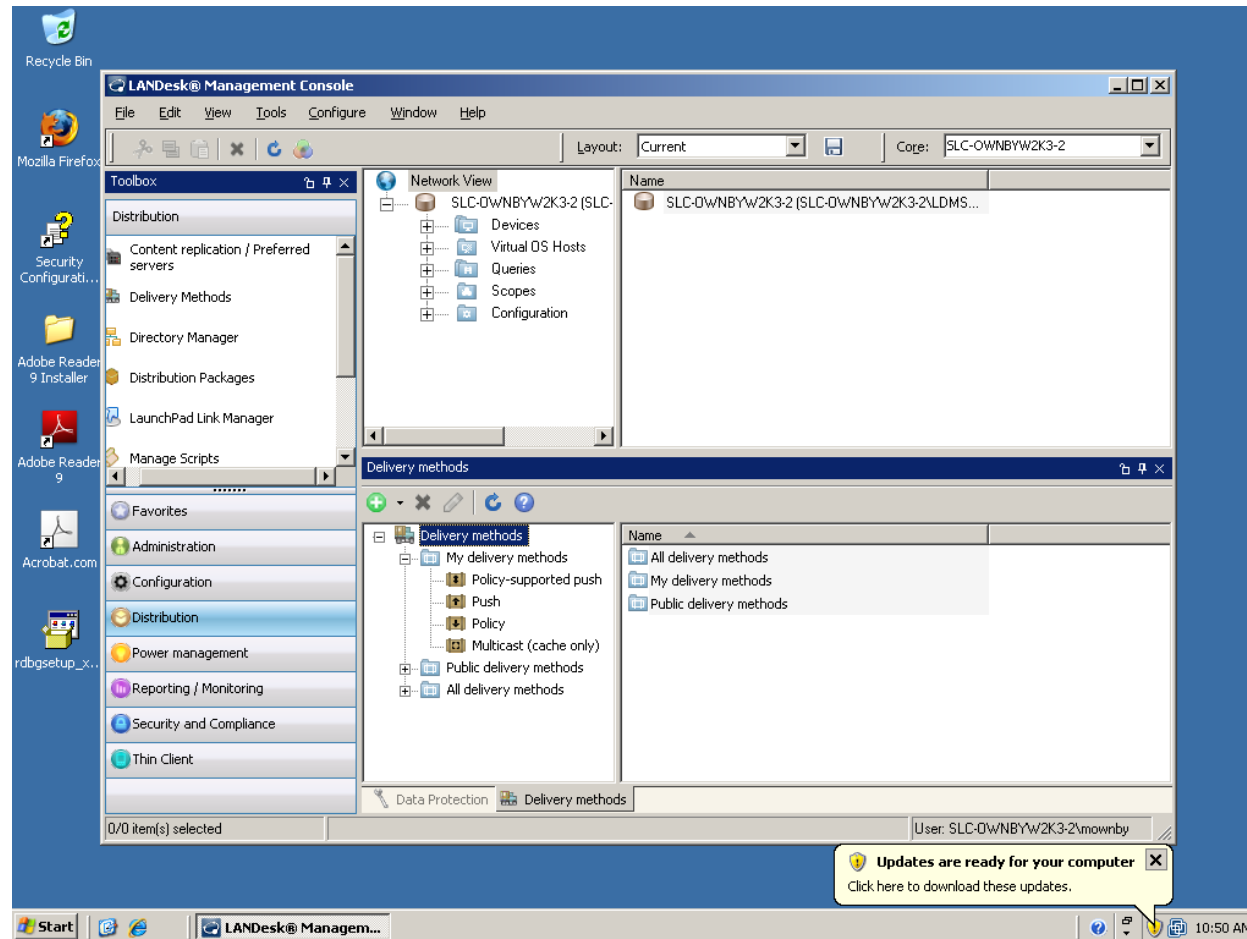 Recycle Bin
Mozilla Firefox
Security
Configurati...
Adobe Reader
9 Installer
Adobe Reader
9
Acrobat.com
rdbgsetup_x..
LANDesk® Management Console
File Edit View Tools Configure Window Help
Layout: Current
Core: SLC-OWNBYW2K3-2
Toolbox
Distribution
Content replication / Preferred
servers
Delivery Methods
Directory Manager
Distribution Packages
LaunchPad Link Manager
Manage Scripts
Favorites
Administration
Configuration
Distribution
Power management
Reporting / Monitoring
Security and Compliance
Thin Client
Network View
SLC-OWNBYW2K3-2 (SLC-
Devices
Virtual OS Hosts
Queries
Scopes
Configuration
Name
SLC-OWNBYW2K3-2 (SLC-OWNBYW2K3-2\LDMS...
Delivery methods
Delivery methods
My delivery methods
Policy-supported push
Push
Policy
Multicast (cache only)
Public delivery methods
All delivery methods
Name
All delivery methods
My delivery methods
Public delivery methods
Data Protection
Delivery methods
0/0 item(s) selected
User: SLC-OWNBYW2K3-2\mownby
Updates are ready for your computer
Click here to download these updates.
Start
LANDesk® Managem...
10:50 AM